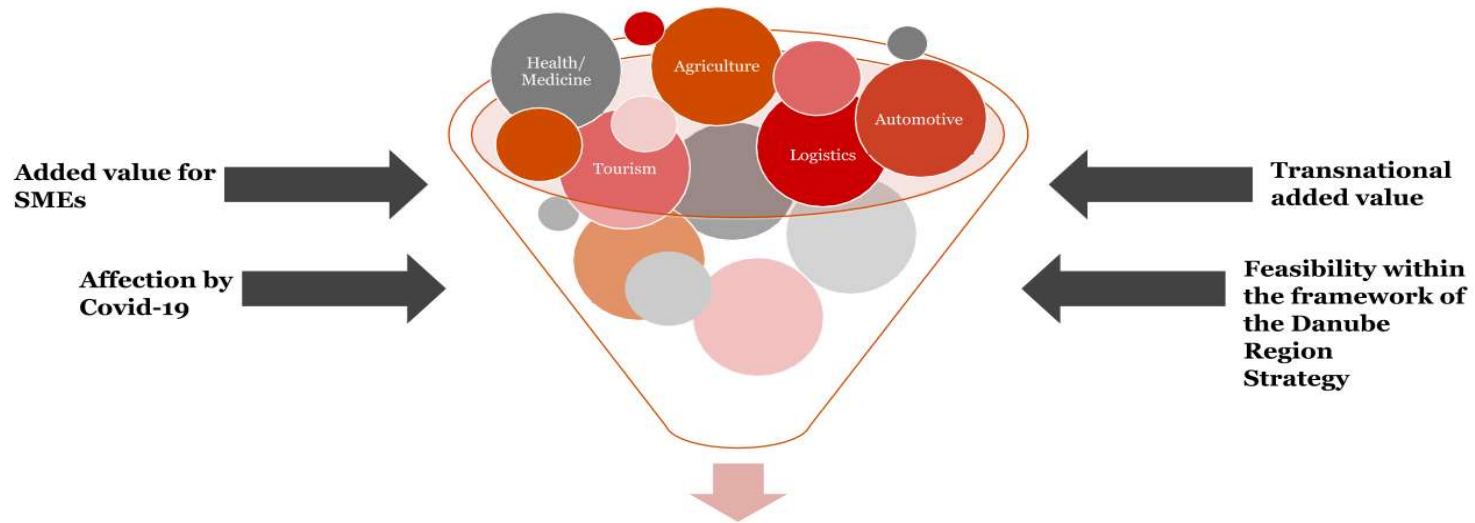 Health/
Medicine
Agriculture
Automotive
Tourism
Logistics
Added value for
SMEs
Transnational
added value
Affection by
Covid-19
Feasibility within
the framework of
the Danube
Region
Strategy